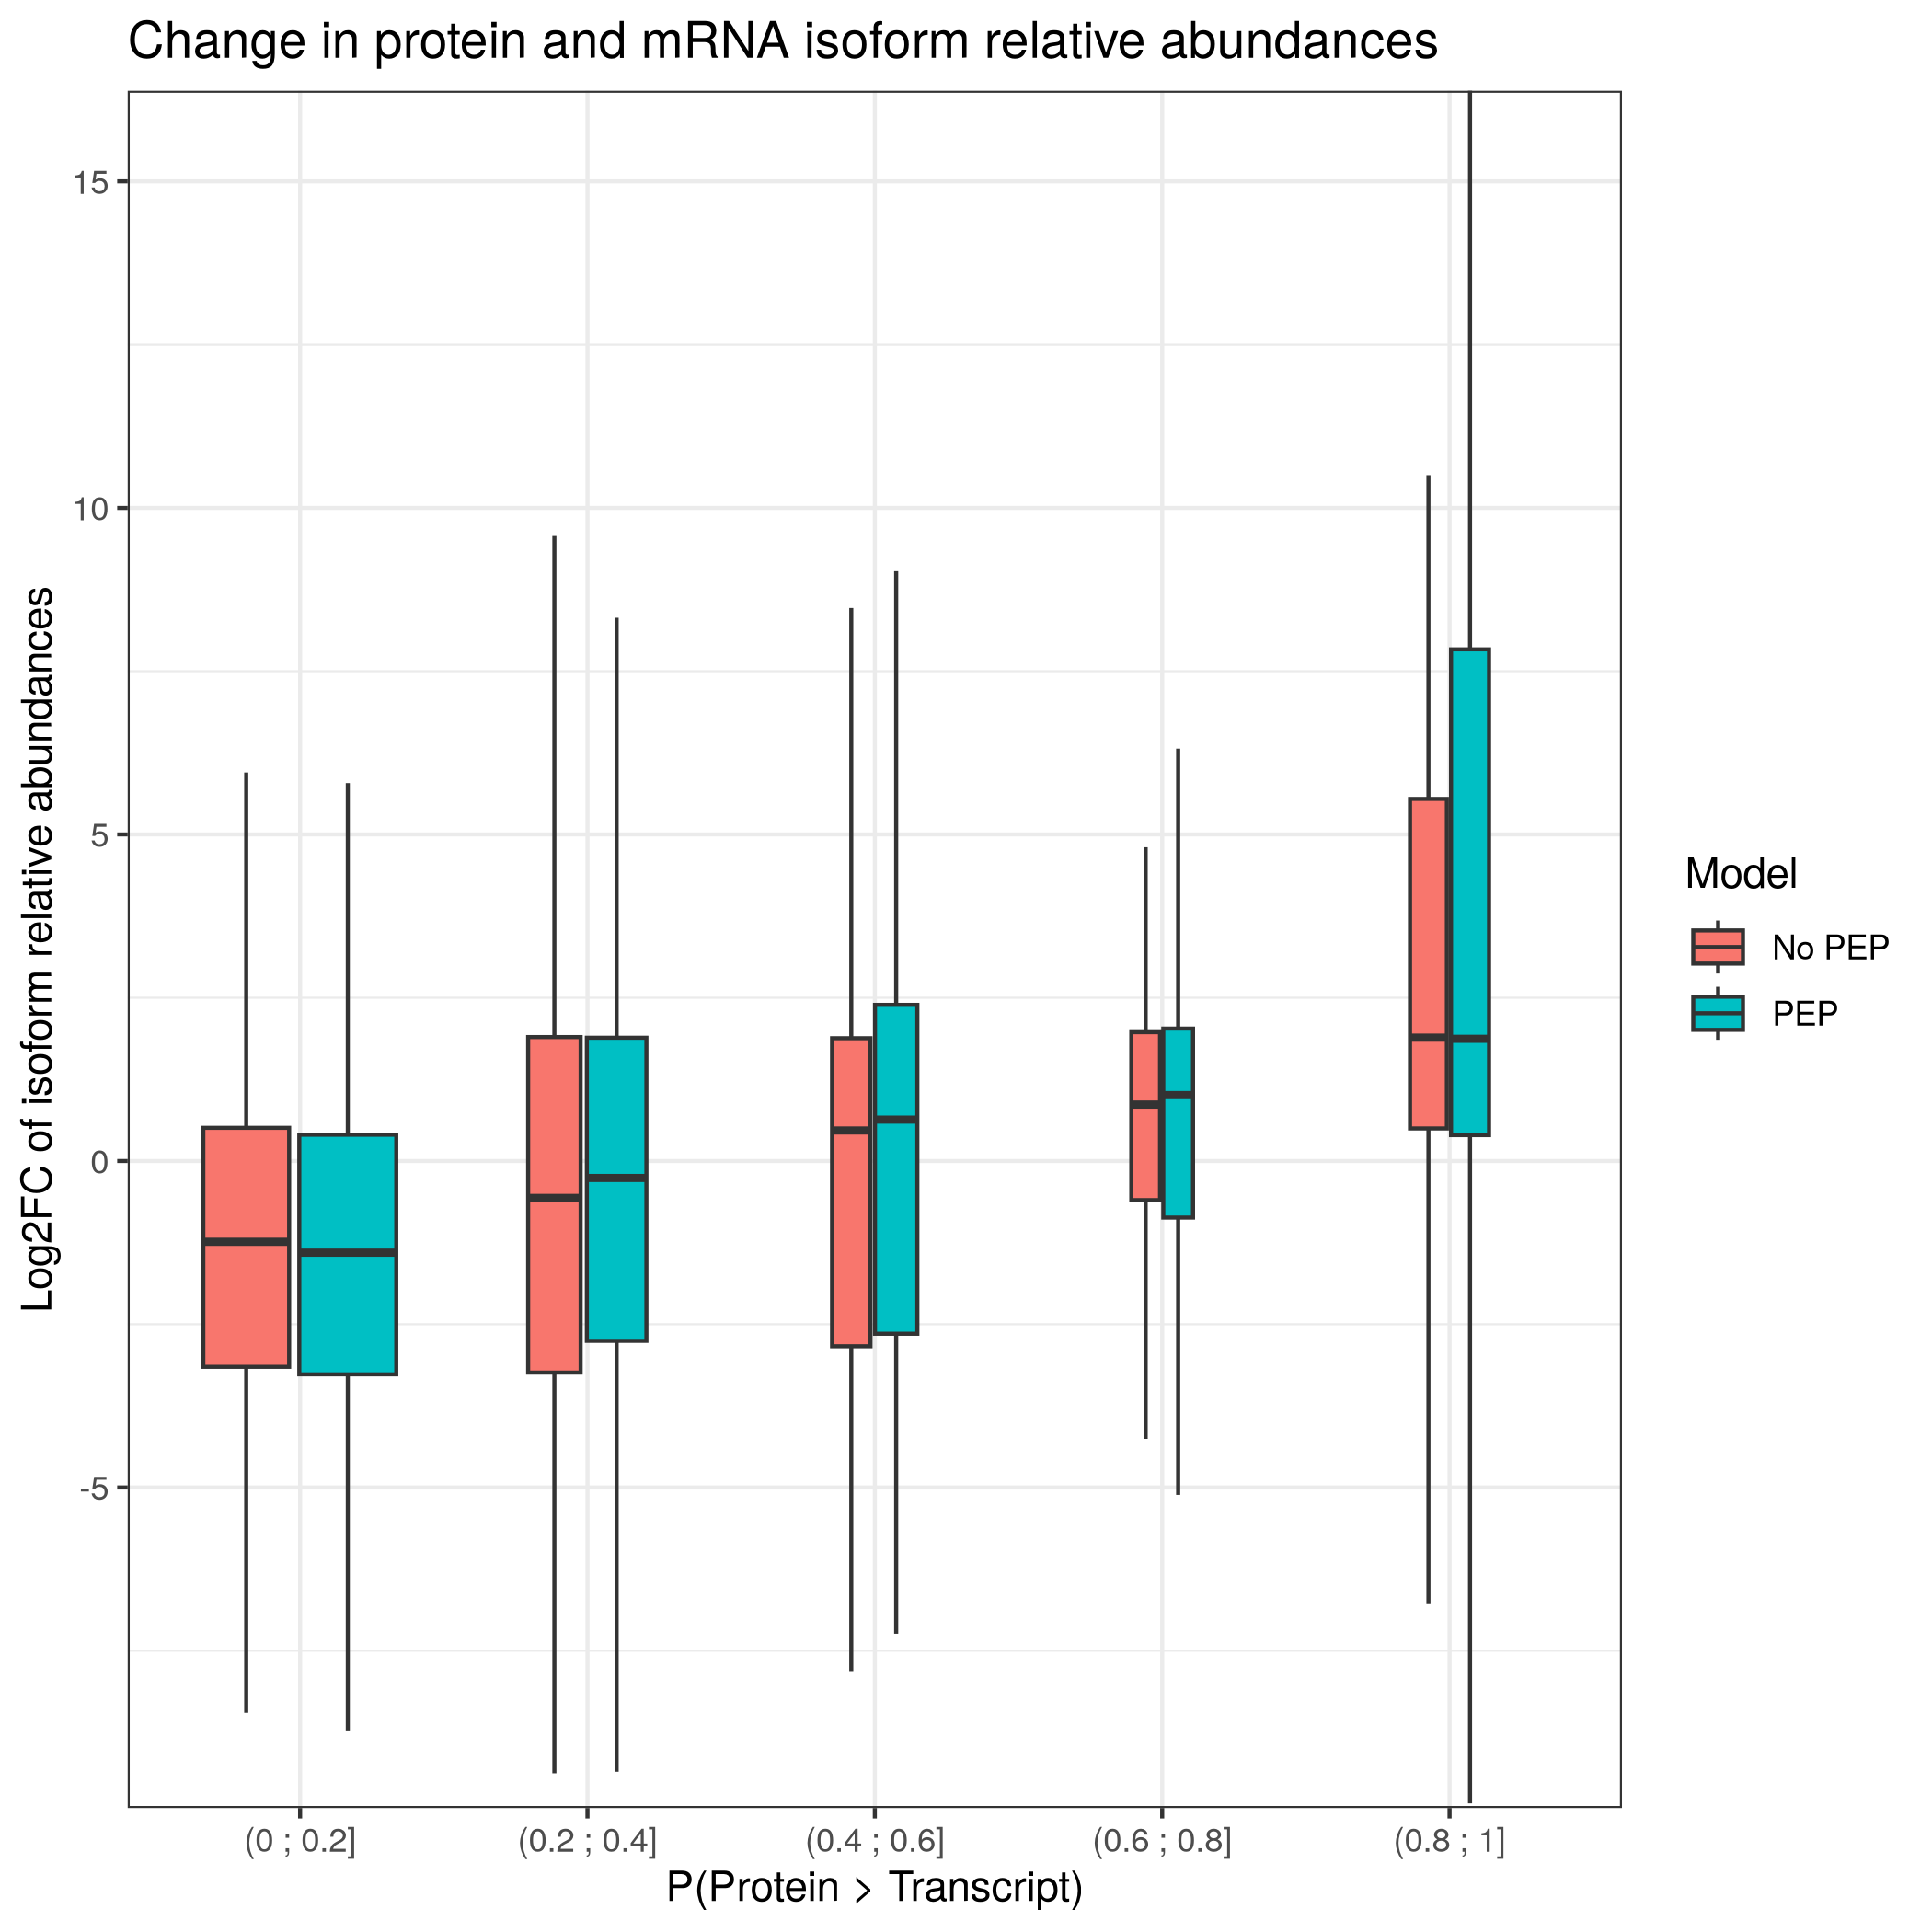 Change in protein and mRNA isoform relative abundances
Log2FC of isoform relative abundances
15
10
5
0
-5
(0 ; 0.2]
(0.2 ; 0.4]
(0.4 ; 0.6]
(0.6 ; 0.8]
(0.8 ; 1]
P(Protein > Transcript)
Model
No PEP
PEP